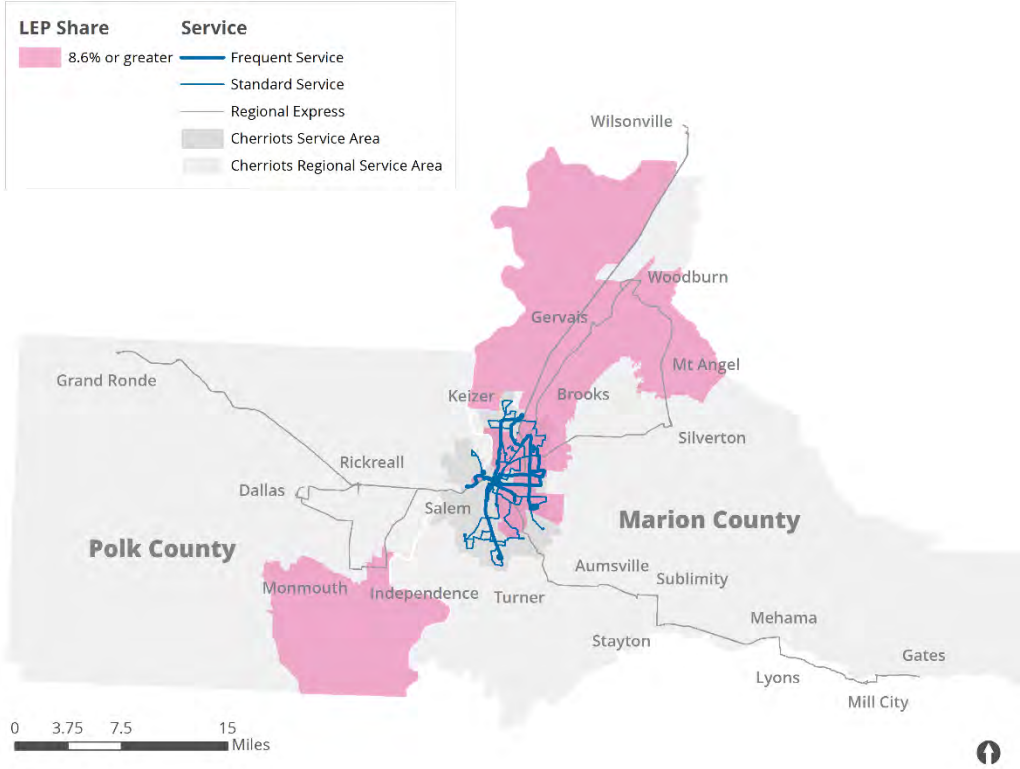 LEP Share
8.6% or greater
Service
Frequent Service
Standard Service
Regional Express
Cherriots Service Area
Cherriots Regional Service Area
Wilsonville
Woodburn
Gervais
Mt Angel
Grand Ronde
Keizer
Brooks
Silverton
Rickreall
Dallas
Salem
Marion County
Polk County
Aumsville
Sublimity
Monmouth
Independence
Turner
Mehama
Stayton
Gates
Lyons
Mill City
0 3.75 7.5 15
Miles